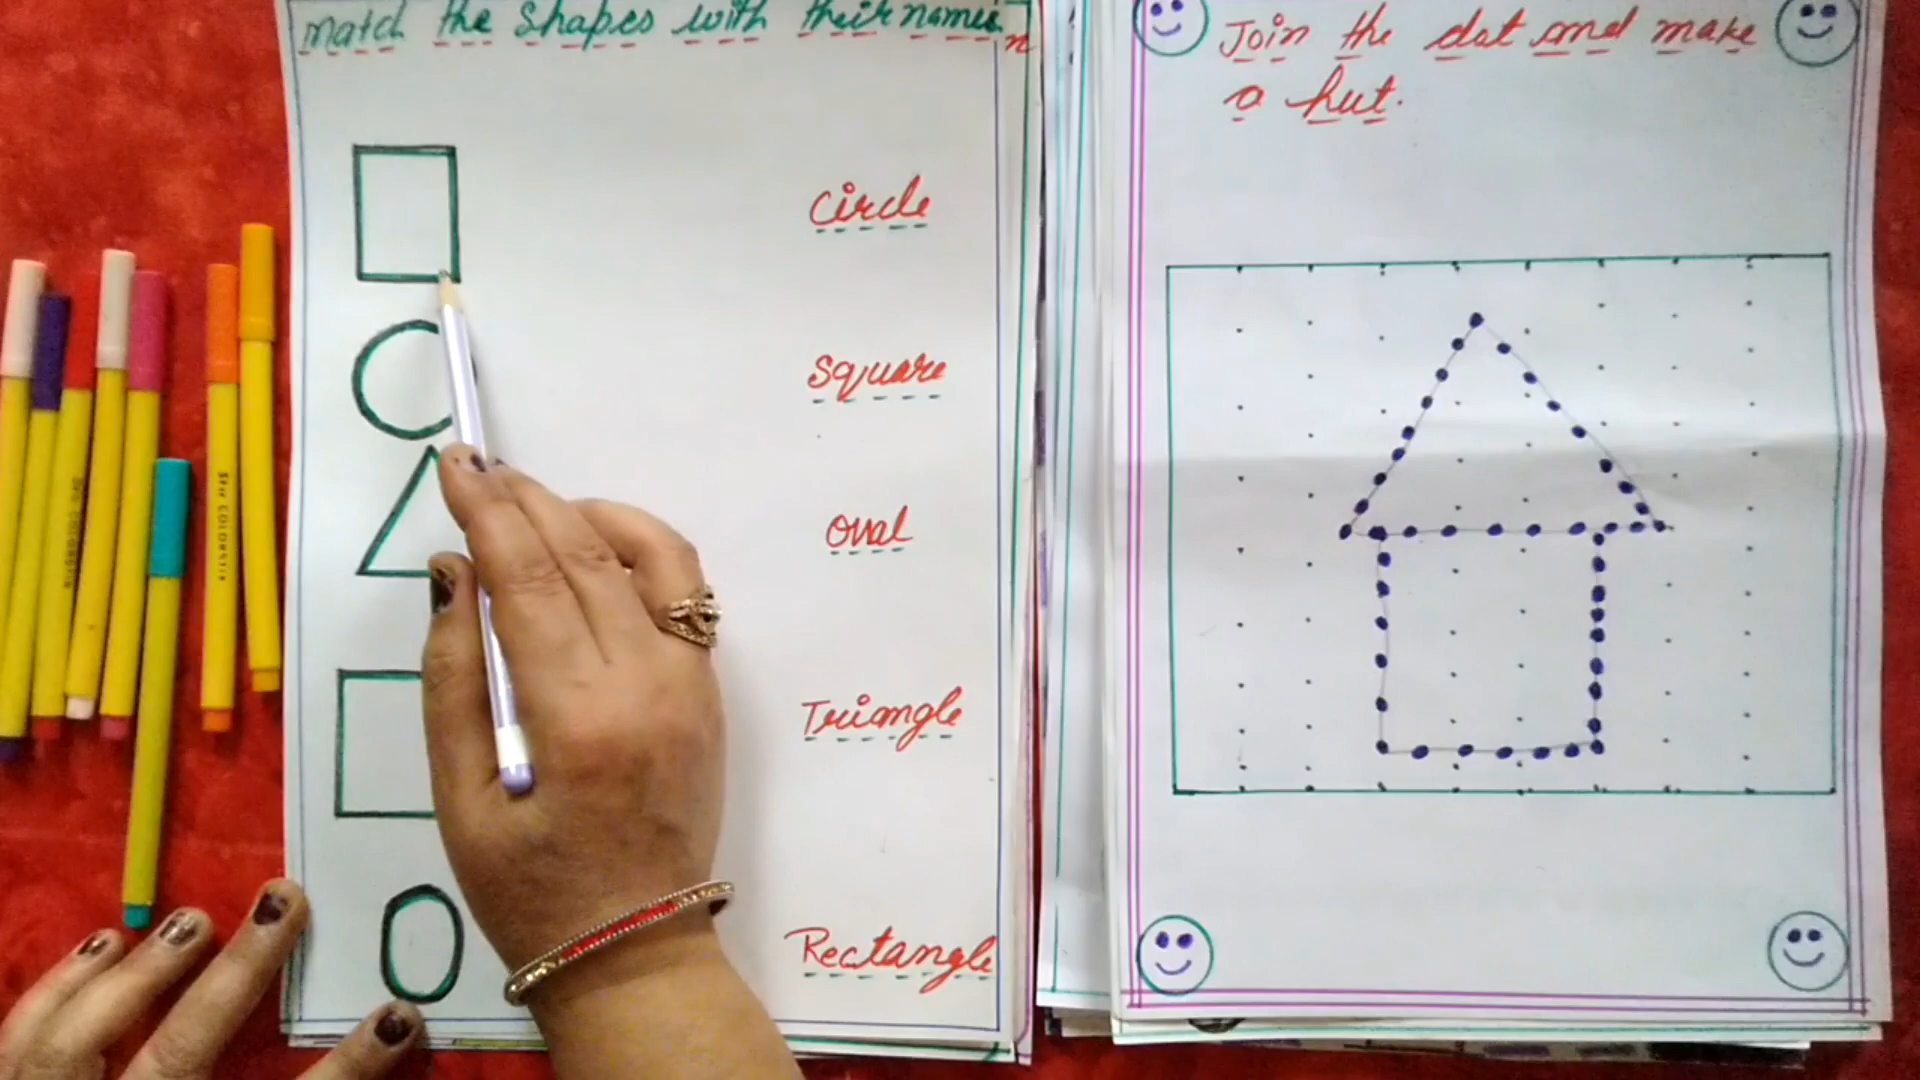 Match the shapes with their names
Circle
Square
Oval
Triangle
Rectangle
Join the dot and make
a hut.